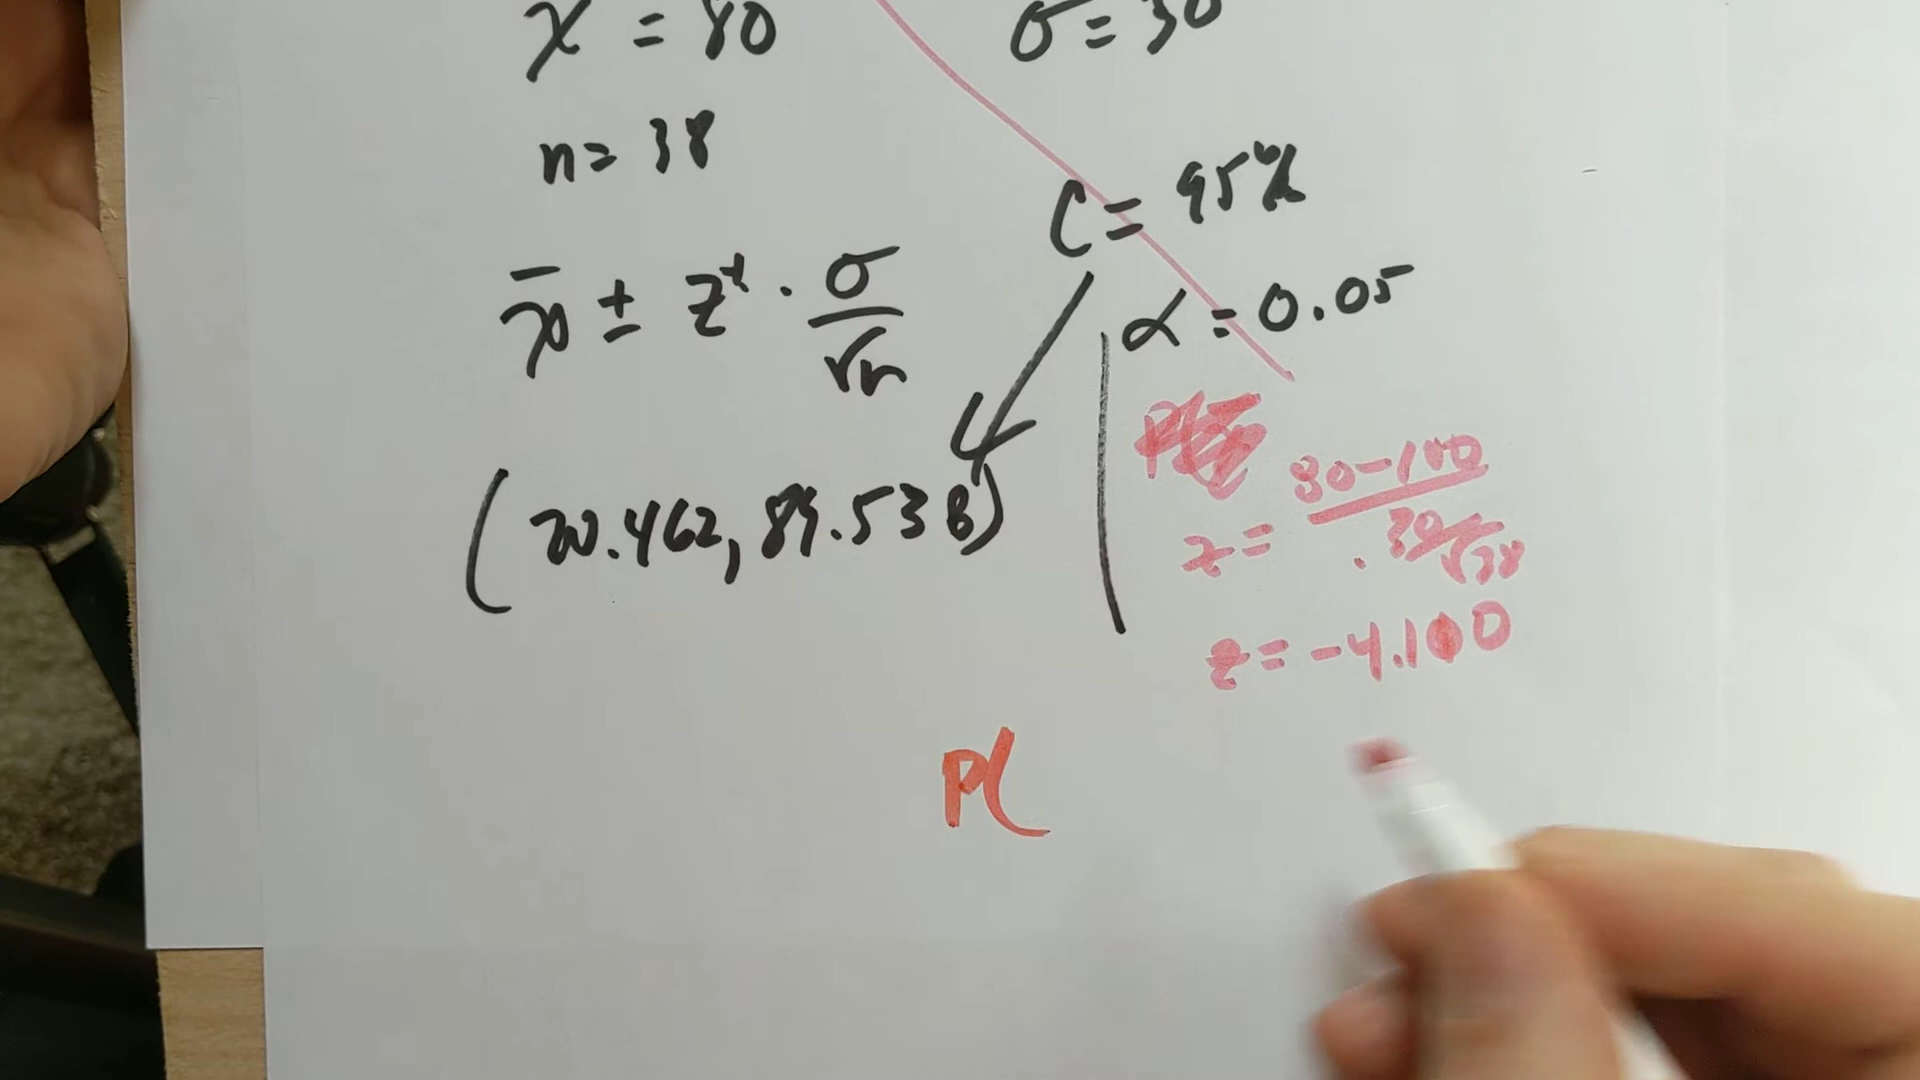 x̄ = 80
σ = 30
n = 38
C = 95%
x̄ ± z* · σ/√n
α = 0.05
(70.462, 89.538)
z = 80-100 / 30/√38
z = -4.100
P(